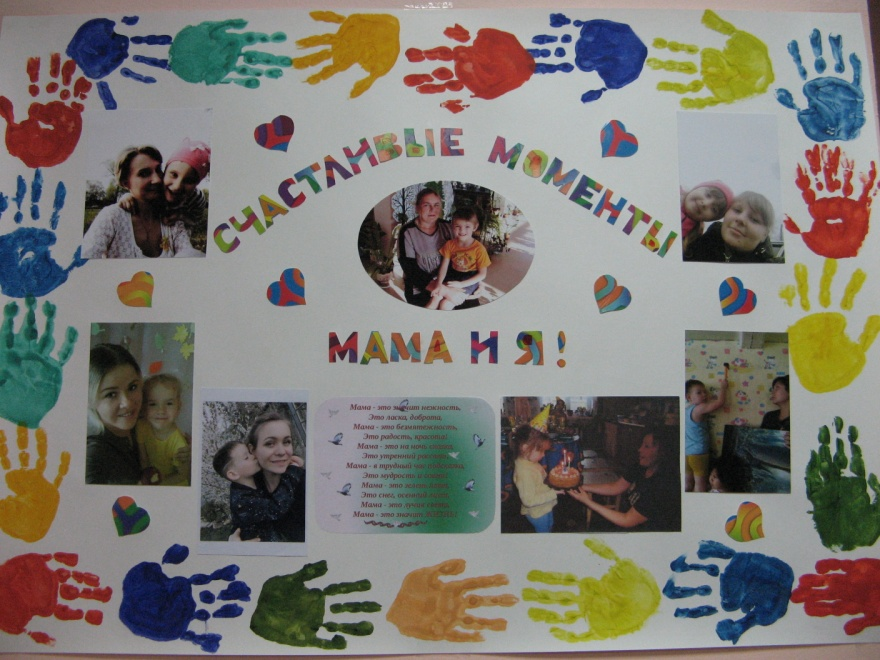 СЧАСТЛИВЫЕ МОМЕНТЫ
МАМА И Я!
Мама - это значит нежность,
Это ласка, доброта,
Мама - это безмятежность,
Это радость, красота!
Мама - это на ночь сказка,
Это утренний рассвет,
Мама - в трудный час подсказка,
Это мудрость и совет!
Мама - это зелень лета,
Это снег, осенний лист,
Мама - это лучик света,
Мама - это значит